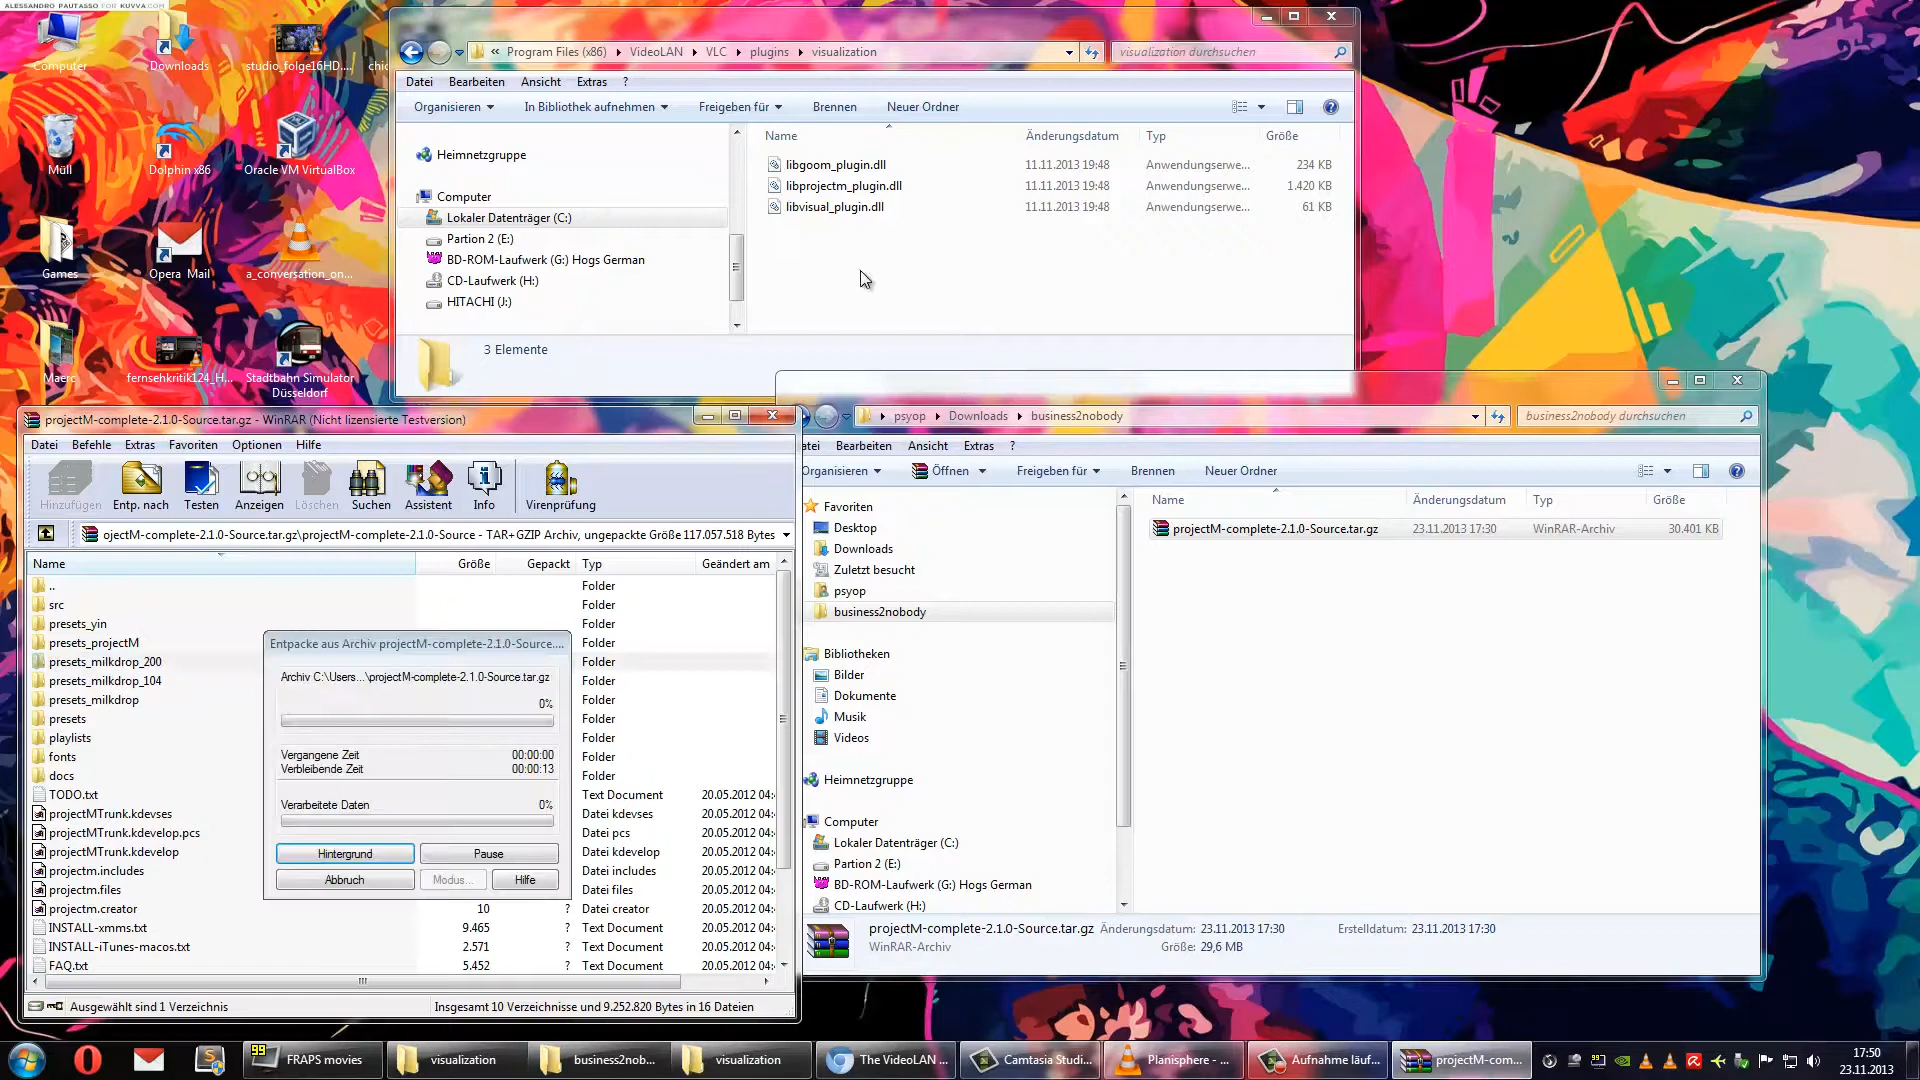 ALESSANDRO PAUTASSO FOR KUVVA.COM
Computer
Downloads
studio_folge16HD....
chic
Müll
Dolphin x86
Oracle VM VirtualBox
Games
Opera Mail
a_conversation_on...
Maerc
fernsehkritik124_H...
Stadtbahn Simulator
Düsseldorf
« Program Files (x86) VideoLAN VLC plugins visualization
visualization durchsuchen
Datei Bearbeiten Ansicht Extras ?
Organisieren In Bibliothek aufnehmen Freigeben für Brennen Neuer Ordner
Name Änderungsdatum Typ Größe
Heimnetzgruppe
Computer
Lokaler Datenträger (C:)
Partion 2 (E:)
BD-ROM-Laufwerk (G:) Hogs German
CD-Laufwerk (H:)
HITACHI (J:)
libgoom_plugin.dll 11.11.2013 19:48 Anwendungserwe... 234 KB
libprojectm_plugin.dll 11.11.2013 19:48 Anwendungserwe... 1.420 KB
libvisual_plugin.dll 11.11.2013 19:48 Anwendungserwe... 61 KB
3 Elemente
projectM-complete-2.1.0-Source.tar.gz - WinRAR (Nicht lizensierte Testversion)
Datei Befehle Extras Favoriten Optionen Hilfe
Hinzufügen Entp. nach Testen Anzeigen Löschen Suchen Assistent Info Virenprüfung
ojectM-complete-2.1.0-Source.tar.gz\projectM-complete-2.1.0-Source - TAR+GZIP Archiv, ungepackte Größe 117.057.518 Bytes
Name Größe Gepackt Typ Geändert am
.. Folder
src Folder
presets_yin Folder
presets_projectM Folder
presets_milkdrop_200 Folder
presets_milkdrop_104 Folder
presets_milkdrop Folder
presets Folder
playlists Folder
fonts Folder
docs Folder
TODO.txt Text Document 20.05.2012 04:
projectMTrunk.kdevses Datei kdevses 20.05.2012 04:
projectMTrunk.kdevelop.pcs Datei pcs 20.05.2012 04:
projectMTrunk.kdevelop Datei kdevelop 20.05.2012 04:
projectm.includes Datei includes 20.05.2012 04:
projectm.files Datei files 20.05.2012 04:
projectm.creator 10 ? Datei creator 20.05.2012 04:
INSTALL-xmms.txt 9.465 ? Text Document 20.05.2012 04:
INSTALL-iTunes-macos.txt 2.571 ? Text Document 20.05.2012 04:
FAQ.txt 5.452 ? Text Document 20.05.2012 04:
Ausgewählt sind 1 Verzeichnis Insgesamt 10 Verzeichnisse und 9.252.820 Bytes in 16 Dateien
Entpacke aus Archiv projectM-complete-2.1.0-Source....
Archiv C:\Users...\projectM-complete-2.1.0-Source.tar.gz
0%
Vergangene Zeit 00:00:00
Verbleibende Zeit 00:00:13
Verarbeitete Daten 0%
Hintergrund Pause
Abbruch Modus... Hilfe
psyop Downloads business2nobody
business2nobody durchsuchen
atei Bearbeiten Ansicht Extras ?
Organisieren Öffnen Freigeben für Brennen Neuer Ordner
Name Änderungsdatum Typ Größe
Favoriten
Desktop
Downloads
Zuletzt besucht
psyop
business2nobody
Bibliotheken
Bilder
Dokumente
Musik
Videos
Heimnetzgruppe
Computer
Lokaler Datenträger (C:)
Partion 2 (E:)
BD-ROM-Laufwerk (G:) Hogs German
CD-Laufwerk (H:)
projectM-complete-2.1.0-Source.tar.gz 23.11.2013 17:30 WinRAR-Archiv 30.401 KB
projectM-complete-2.1.0-Source.tar.gz Änderungsdatum: 23.11.2013 17:30 Erstelldatum: 23.11.2013 17:30
WinRAR-Archiv Größe: 29,6 MB
99 FRAPS movies
visualization
business2nob...
visualization
The VideoLAN ...
Camtasia Studi...
Planisphere - ...
Aufnahme läuf...
projectM-com...
17:50
23.11.2013